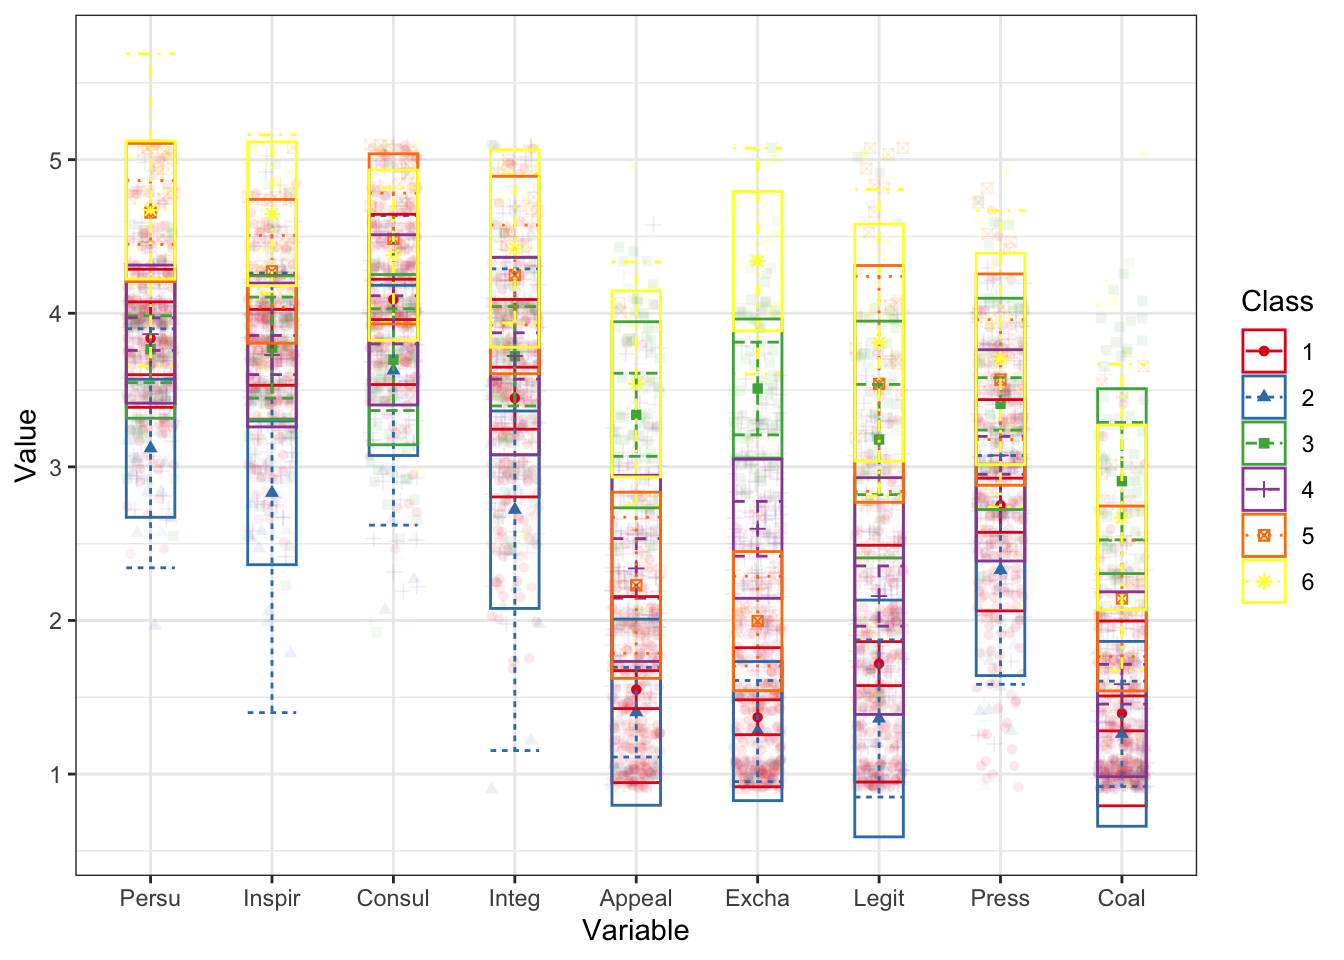 Value
5
4
3
2
1
Persu Inspir Consul Integ Appeal Excha Legit Press Coal
Variable
Class
1
2
3
4
5
6